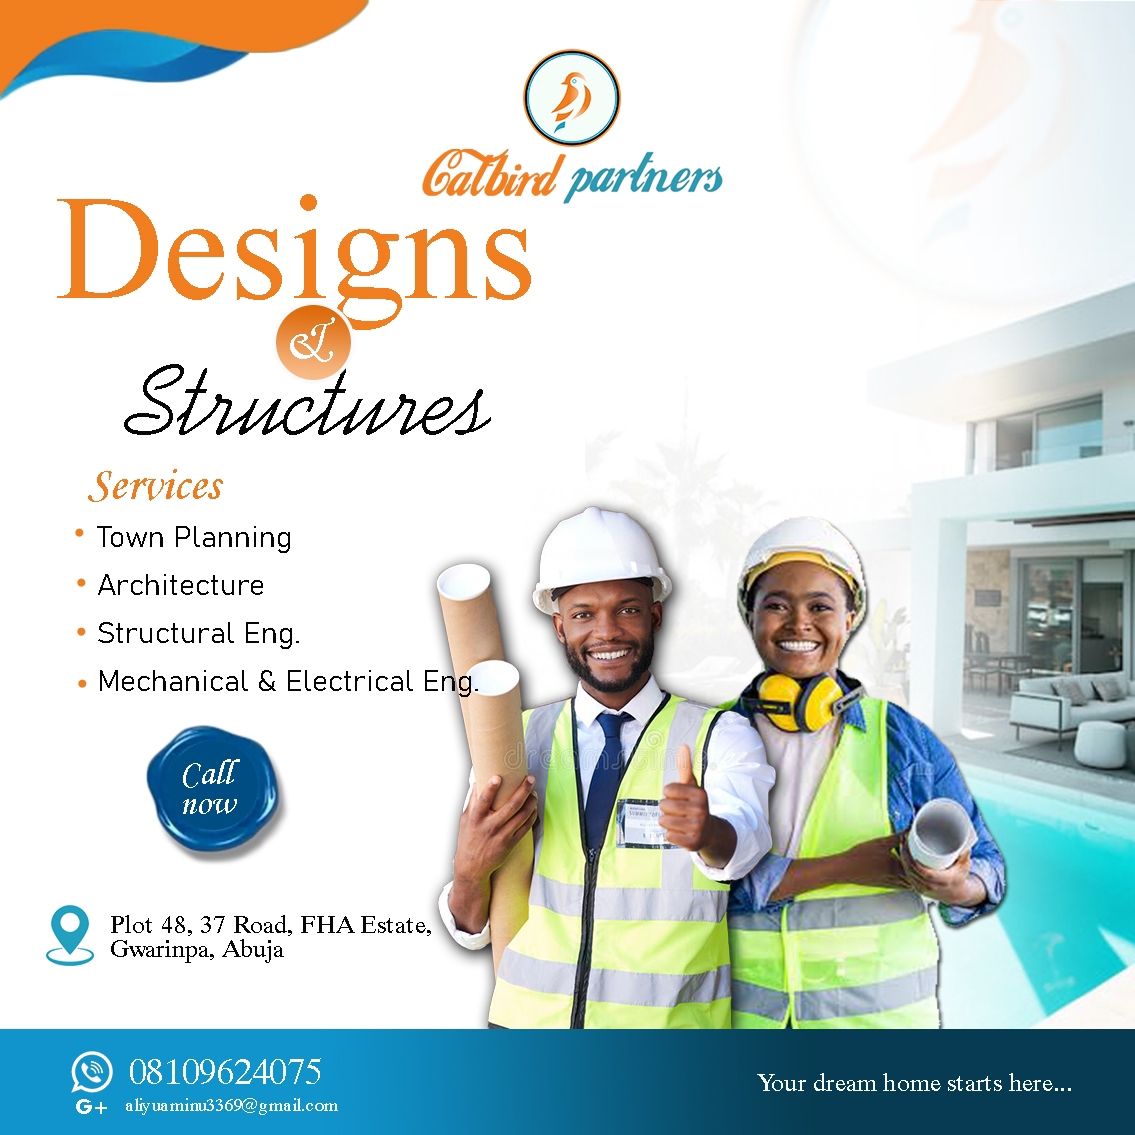 Catbird partners
Designs
&
Structures
Services
• Town Planning
• Architecture
• Structural Eng.
• Mechanical & Electrical Eng.
Call
now
Plot 48, 37 Road, FHA Estate,
Gwarinpa, Abuja
08109624075
G+ aliyuaminu3369@gmail.com
Your dream home starts here...